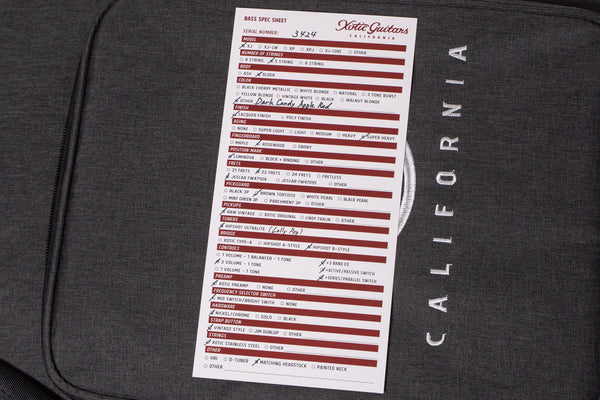 BASS SPEC SHEET
Xotic Guitars
CALIFORNIA
SERIAL NUMBER: 3424
MODEL
XJ XJ-LW XP XPJ XJ-CORE OTHER
NUMBER OF STRINGS
4 STRING 5 STRING 6 STRING
BODY
ASH ALDER
COLOR
BLACK CHERRY METALLIC WHITE BLONDE NATURAL 3 TONE BURST
YELLOW BLONDE VINTAGE WHITE BLACK WALNUT BLONDE
OTHER Dark Candy Apple Red
FINISH
LACQUER FINISH POLY FINISH
AGING
NONE SUPER LIGHT LIGHT MEDIUM HEAVY SUPER HEAVY
FINGERBOARD
MAPLE ROSEWOOD EBONY
POSITION MARK
LUMINOVA BLOCK + BINDING OTHER
FRETS
21 FRETS 22 FRETS 24 FRETS FRETLESS
JESCAR FW47104 JESCAR FW47095 OTHER
PICKGUARD
BLACK 3P BROWN TORTOISE WHITE PEARL BLACK PEARL
MINT GREEN 3P PARCHMENT 3P OTHER
PICKUPS
RAW VINTAGE XOTIC ORIGINAL LINDY FRALIN OTHER
TUNERS
HIPSHOT ULTRALITE (Lolly Pop)
BRIDGE
XOTIC TYPE-A HIPSHOT B-STYLE HIPSHOT B-STYLE
CONTROLS
1 VOLUME - 1 BALANCER - 1 TONE +3 BAND EQ
2 VOLUME - 1 TONE +ACTIVE/PASSIVE SWITCH
1 VOLUME - 1 TONE +SERIES/PARALLEL SWITCH
PREAMP
XOTIC PREAMP NONE OTHER
FREQUENCY SELECTOR SWITCH
MID SWITCH/BRIGHT SWITH NONE
HARDWARE
NICKEL/CHROME GOLD BLACK
STRAP BUTTON
VINTAGE STYLE JIM DUNLOP OTHER
STRINGS
XOTIC STAINLESS STEEL OTHER
OTHER
HRI D-TUNER MATCHING HEADSTOCK PAINTED NECK
OTHER
CALIFORNIA